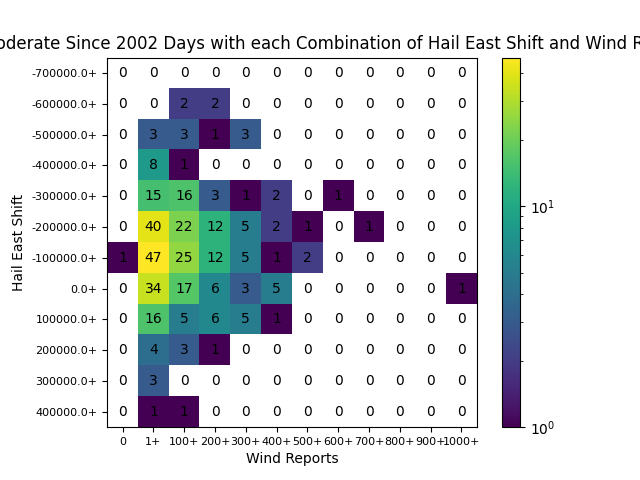 oderate Since 2002 Days with each Combination of Hail East Shift and Wind R
-700000.0+ 0 0 0 0 0 0 0 0 0 0 0 0
-600000.0+ 0 0 2 2 0 0 0 0 0 0 0 0
-500000.0+ 0 3 3 1 3 0 0 0 0 0 0 0
-400000.0+ 0 8 1 0 0 0 0 0 0 0 0 0
-300000.0+ 0 15 16 3 1 2 0 1 0 0 0 0
-200000.0+ 0 40 22 12 5 2 1 0 1 0 0 0
-100000.0+ 1 47 25 12 5 1 2 0 0 0 0 0
0.0+ 0 34 17 6 3 5 0 0 0 0 0 1
100000.0+ 0 16 5 6 5 1 0 0 0 0 0 0
200000.0+ 0 4 3 1 0 0 0 0 0 0 0 0
300000.0+ 0 3 0 0 0 0 0 0 0 0 0 0
400000.0+ 0 1 1 0 0 0 0 0 0 0 0 0
0 1+ 100+ 200+ 300+ 400+ 500+ 600+ 700+ 800+ 900+ 1000+
Wind Reports
Hail East Shift
10¹
10⁰